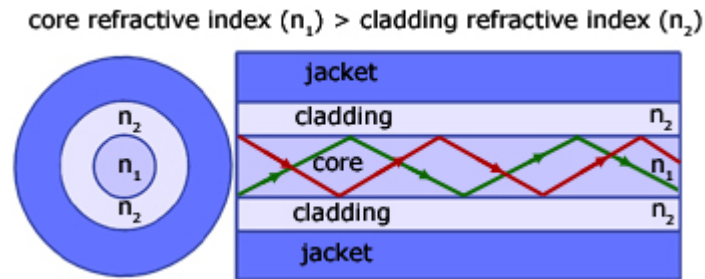 core refractive index (n₁) > cladding refractive index (n₂)
jacket
cladding n₂
n₂
core n₁
n₁
n₂
cladding n₂
jacket